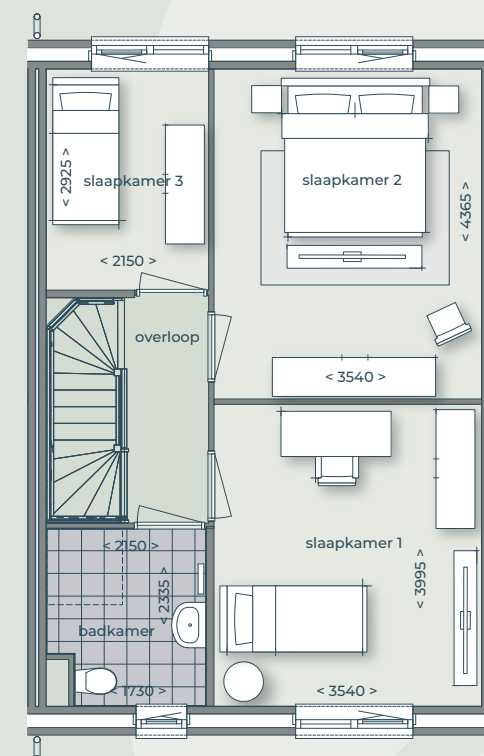 slaapkamer 3
< 2925 >
< 2150 >
slaapkamer 2
< 4365 >
overloop
< 3540 >
slaapkamer 1
< 3995 >
< 2150 >
< 2335 >
badkamer
< 1730 >
< 3540 >